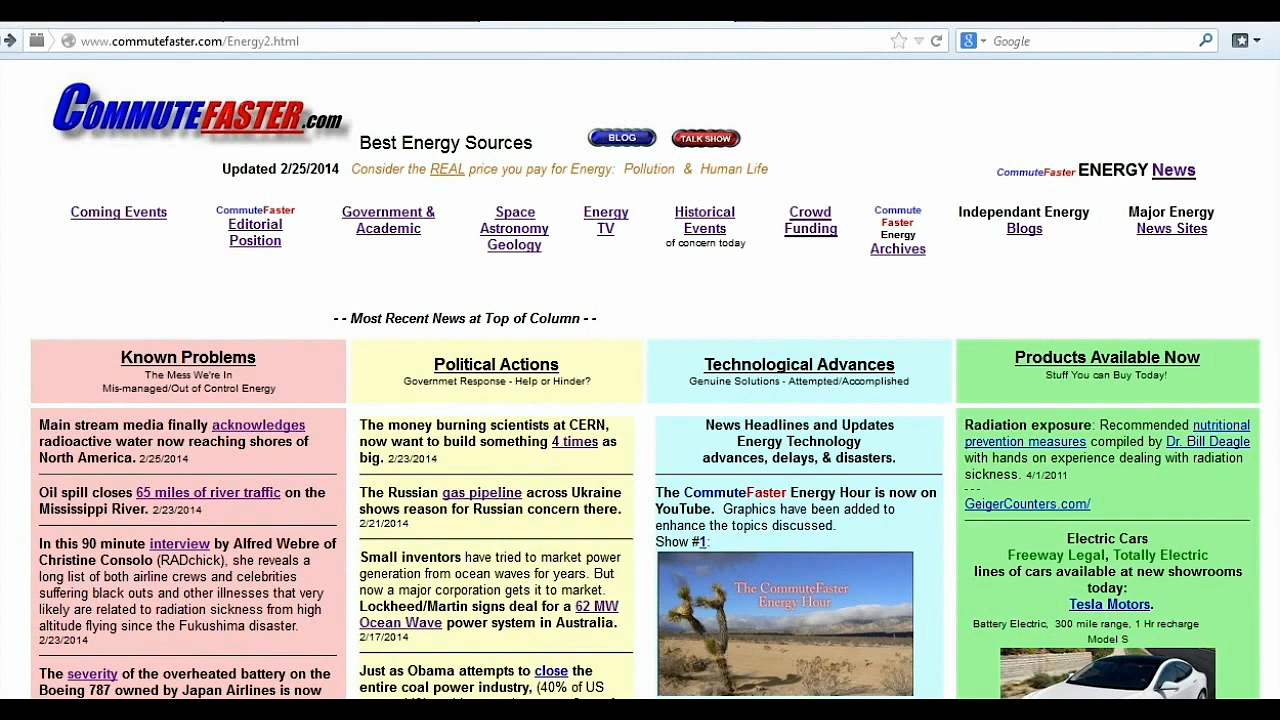 www.commutefaster.com/Energy2.html
Google
COMMUTEFASTER.com
Best Energy Sources
BLOG
TALK SHOW
Updated 2/25/2014 Consider the REAL price you pay for Energy: Pollution & Human Life
CommuteFaster ENERGY News
Coming Events
CommuteFaster
Editorial
Position
Government &
Academic
Space
Astronomy
Geology
Energy
TV
Historical
Events
of concern today
Crowd
Funding
Commute
Faster
Energy
Archives
Independant Energy
Blogs
Major Energy
News Sites
- - Most Recent News at Top of Column - -
Known Problems
The Mess We're In
Mis-managed/Out of Control Energy
Main stream media finally acknowledges
radioactive water now reaching shores of
North America. 2/25/2014
Oil spill closes 65 miles of river traffic on the
Mississippi River. 2/23/2014
In this 90 minute interview by Alfred Webre of
Christine Consolo (RADchick), she reveals a
long list of both airline crews and celebrities
suffering black outs and other illnesses that very
likely are related to radiation sickness from high
altitude flying since the Fukushima disaster.
2/23/2014
The severity of the overheated battery on the
Boeing 787 owned by Japan Airlines is now
Political Actions
Governmet Response - Help or Hinder?
The money burning scientists at CERN,
now want to build something 4 times as
big. 2/23/2014
The Russian gas pipeline across Ukraine
shows reason for Russian concern there.
2/21/2014
Small inventors have tried to market power
generation from ocean waves for years. But
now a major corporation gets it to market.
Lockheed/Martin signs deal for a 62 MW
Ocean Wave power system in Australia.
2/17/2014
Just as Obama attempts to close the
entire coal power industry, (40% of US
Technological Advances
Genuine Solutions - Attempted/Accomplished
News Headlines and Updates
Energy Technology
advances, delays, & disasters.
The CommuteFaster Energy Hour is now on
YouTube. Graphics have been added to
enhance the topics discussed.
Show #1:
The CommuteFaster
Energy Hour
Products Available Now
Stuff You can Buy Today!
Radiation exposure: Recommended nutritional
prevention measures compiled by Dr. Bill Deagle
with hands on experience dealing with radiation
sickness. 4/1/2011
- - -
GeigerCounters.com/
Electric Cars
Freeway Legal, Totally Electric
lines of cars available at new showrooms
today:
Tesla Motors.
Battery Electric, 300 mile range, 1 Hr recharge
Model S